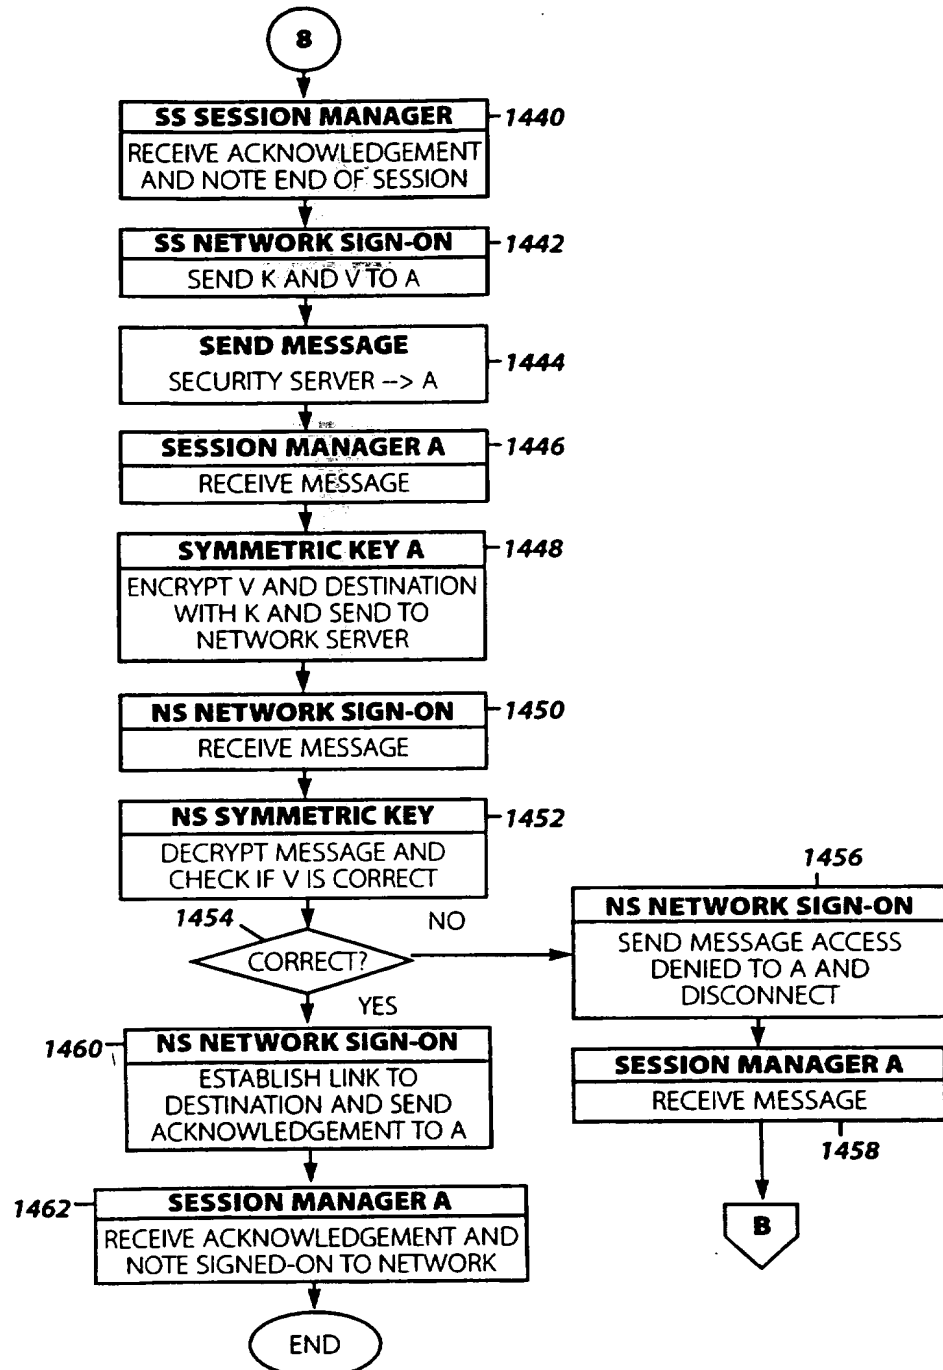 8
SS SESSION MANAGER
1440
RECEIVE ACKNOWLEDGEMENT
AND NOTE END OF SESSION
SS NETWORK SIGN-ON
1442
SEND K AND V TO A
SEND MESSAGE
1444
SECURITY SERVER --> A
SESSION MANAGER A
1446
RECEIVE MESSAGE
SYMMETRIC KEY A
1448
ENCRYPT V AND DESTINATION
WITH K AND SEND TO
NETWORK SERVER
NS NETWORK SIGN-ON
1450
RECEIVE MESSAGE
NS SYMMETRIC KEY
1452
DECRYPT MESSAGE AND
CHECK IF V IS CORRECT
1454
CORRECT?
NO
YES
1456
NS NETWORK SIGN-ON
SEND MESSAGE ACCESS
DENIED TO A AND
DISCONNECT
SESSION MANAGER A
RECEIVE MESSAGE
1458
B
1460
NS NETWORK SIGN-ON
ESTABLISH LINK TO
DESTINATION AND SEND
ACKNOWLEDGEMENT TO A
1462
SESSION MANAGER A
RECEIVE ACKNOWLEDGEMENT AND
NOTE SIGNED-ON TO NETWORK
END